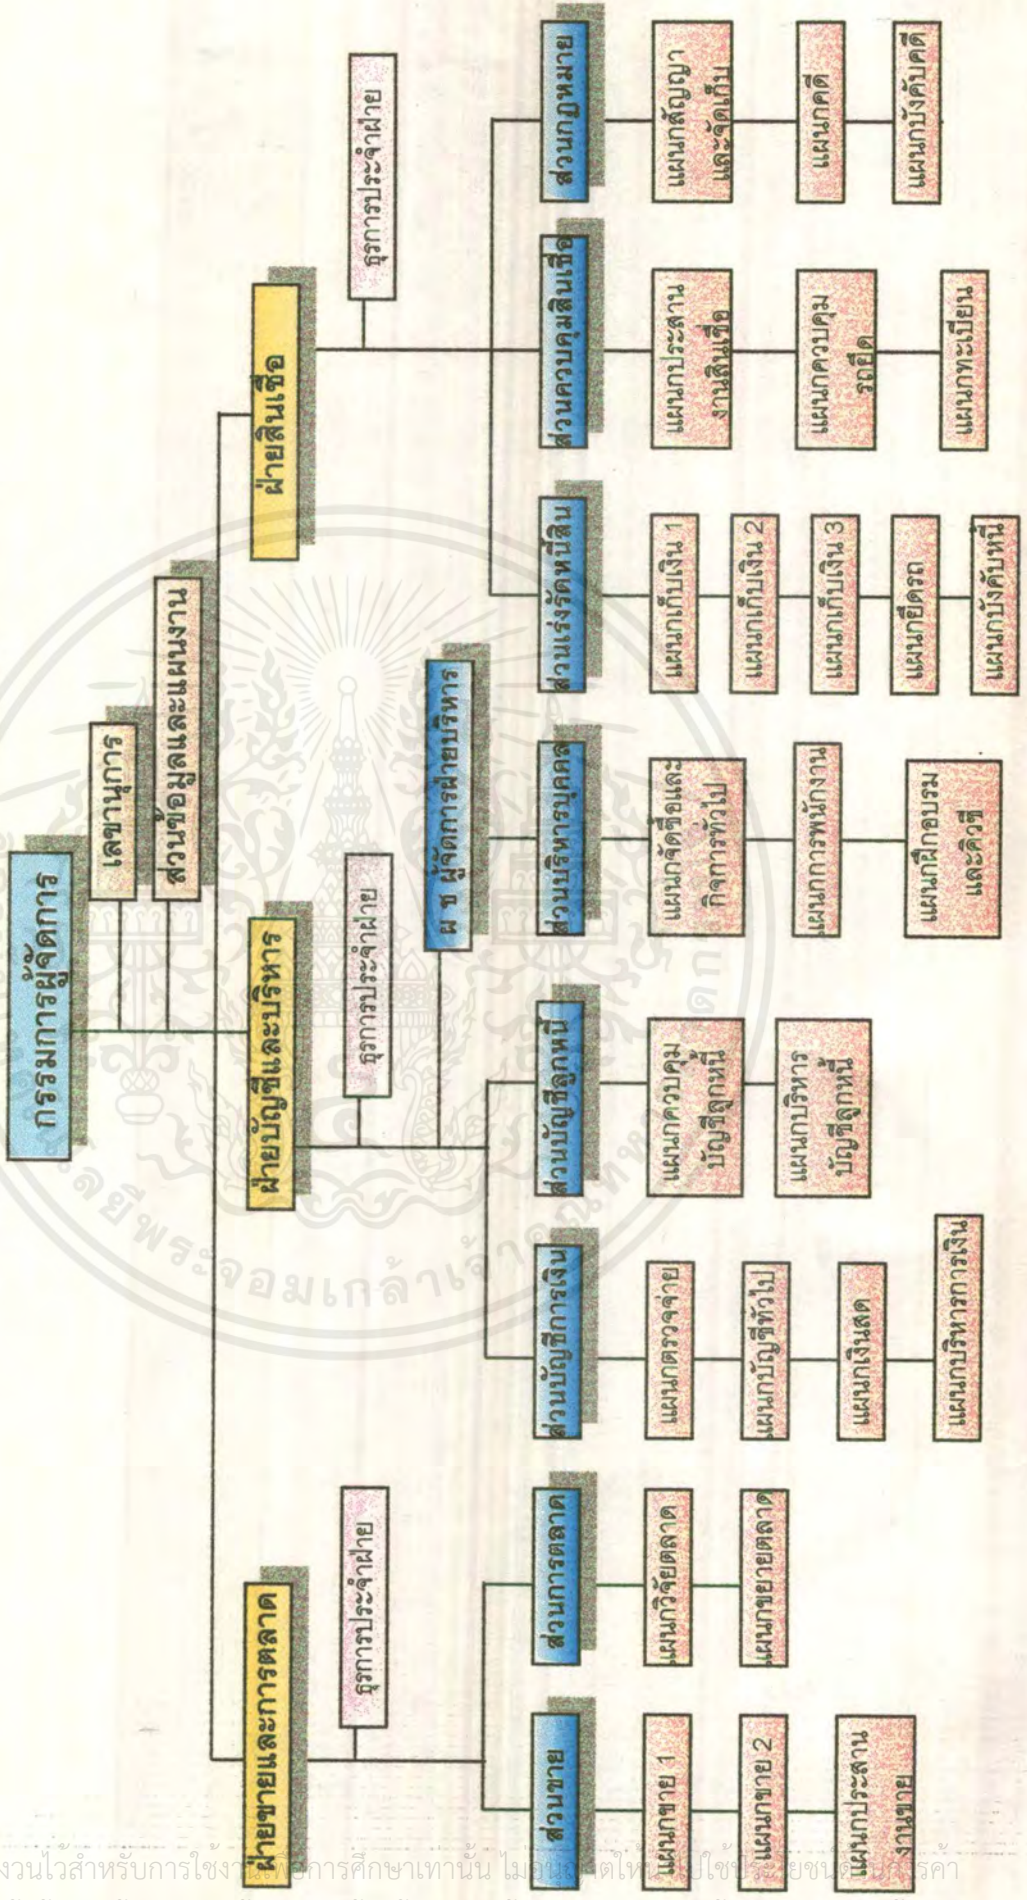 กรรมการผู้จัดการ
เลขานุการ
ส่วนข้อมูลและแผนงาน
ฝ่ายขายและการตลาด
ฝ่ายบัญชีและบริหาร
ฝ่ายสินเชื่อ
ธุรการประจำฝ่าย
ธุรการประจำฝ่าย
ธุรการประจำฝ่าย
ผ ช ผู้จัดการฝ่ายบริหาร
ส่วนขาย
ส่วนการตลาด
ส่วนบัญชีการเงิน
ส่วนบัญชีลูกหนี้
ส่วนบริหารบุคคล
ส่วนเร่งรัดหนี้สิน
ส่วนควบคุมสินเชื่อ
ส่วนกฎหมาย
แผนกขาย 1
แผนกขาย 2
แผนกประสาน
งานขาย
แผนกวิจัยตลาด
แผนกขยายตลาด
แผนกตรวจจ่าย
แผนกบัญชีทั่วไป
แผนกเงินสด
แผนกบริหารการเงิน
แผนกควบคุม
บัญชีลูกหนี้
แผนกบริหาร
บัญชีลูกหนี้
แผนกจัดซื้อและ
กิจการทั่วไป
แผนกการพนักงาน
แผนกฝึกอบรม
และคิวซี
แผนกเก็บเงิน 1
แผนกเก็บเงิน 2
แผนกเก็บเงิน 3
แผนกยึดรถ
แผนกบังคับหนี้
แผนกประสาน
งานสินเชื่อ
แผนกควบคุม
รถยึด
แผนกทะเบียน
แผนกสัญญา
และจัดเก็บ
แผนกคดี
แผนกบังคับคดี